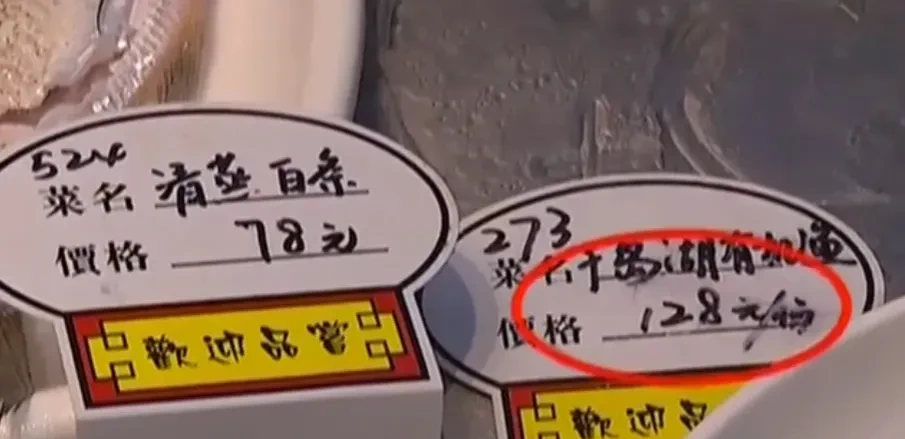 524
菜名 清蒸白条
價格 78元
歡迎品嘗
273
菜名 千岛湖有机鱼
價格 128元/份
歡迎品